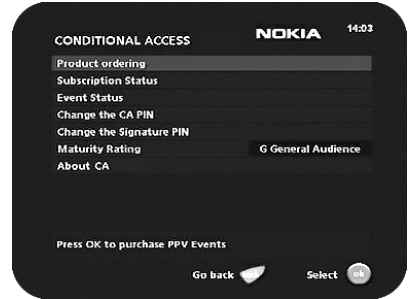 CONDITIONAL ACCESS NOKIA 14:03
Product ordering
Subscription Status
Event Status
Change the CA PIN
Change the Signature PIN
Maturity Rating G General Audience
About CA
Press OK to purchase PPV Events
Go back Select ok